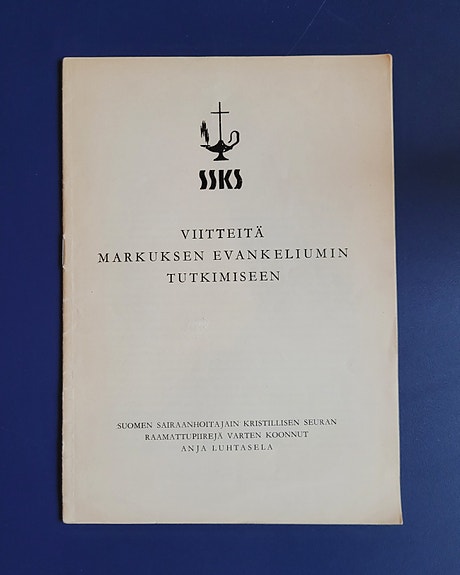 SSKS
VIITTEITÄ
MARKUKSEN EVANKELIUMIN
TUTKIMISEEN
SUOMEN SAIRAANHOITAJAIN KRISTILLISEN SEURAN
RAAMATTUPIIREJÄ VARTEN KOONNUT
ANJA LUHTASELA